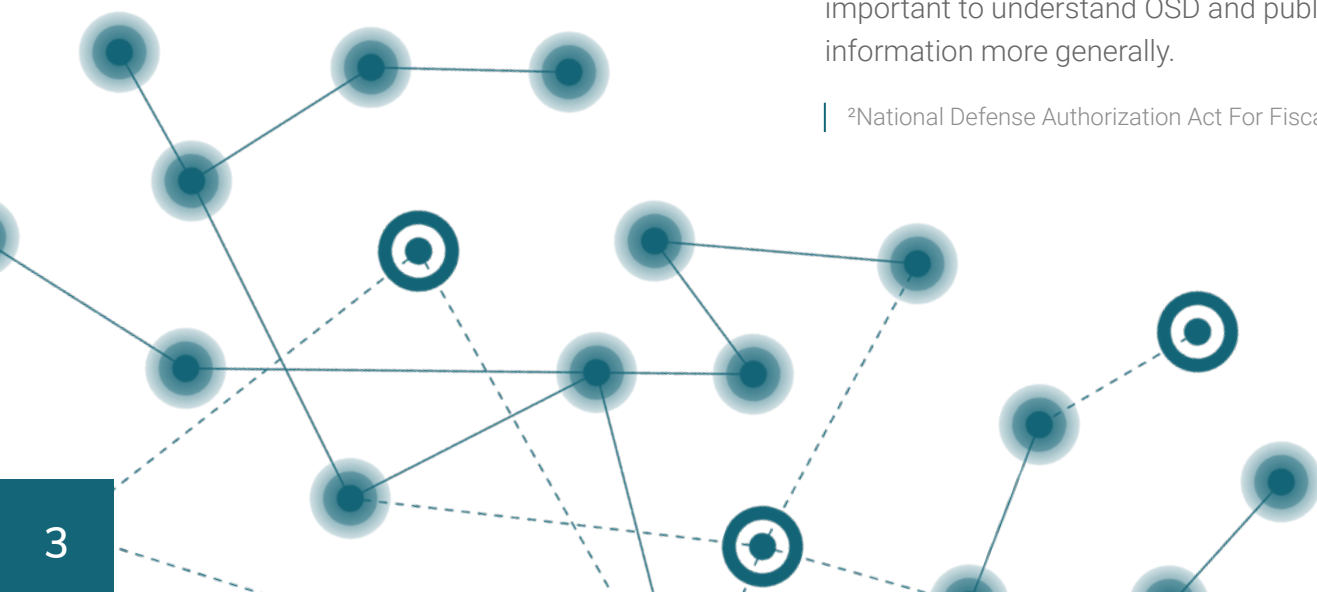 important to understand OSD and publ
information more generally.
²National Defense Authorization Act For Fisca
3